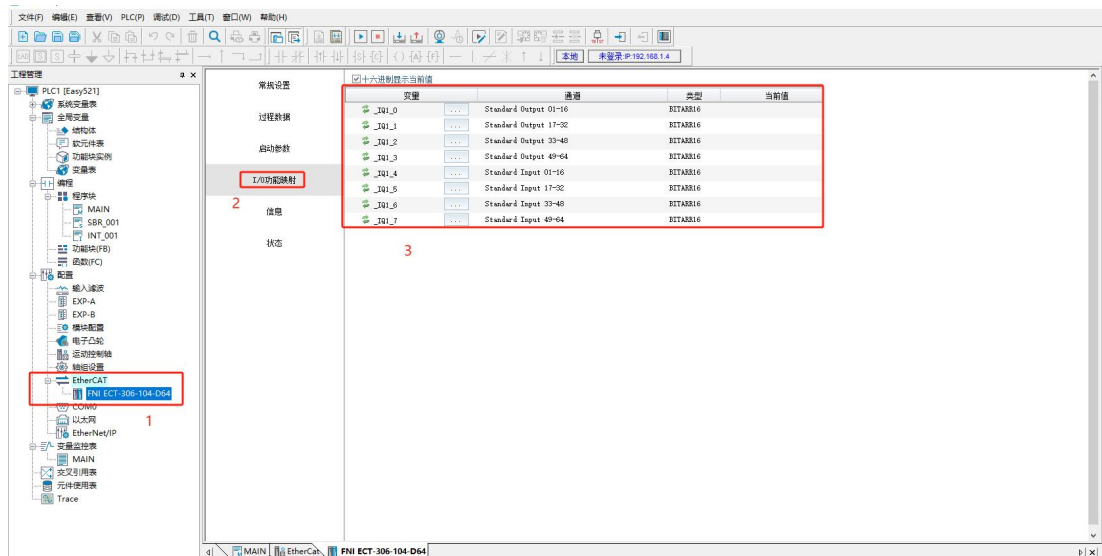 文件(F) 编辑(E) 查看(V) PLC(P) 调试(D) 工具(T) 窗口(W) 帮助(H)
本地 未登录:IP:192.168.1.4
工程管理
PLC1 [Easy521]
系统变量表
全局变量
结构体
软元件表
功能块实例
变量表
编程
程序块
MAIN
SBR_001
INT_001
功能块(FB)
函数(FC)
配置
输入滤波
EXP-A
EXP-B
模块配置
电子凸轮
运动控制轴
轴组设置
EtherCAT
FNI ECT-306-104-D64
COM0
以太网
EtherNet/IP
变量监控表
MAIN
交叉引用表
元件使用表
Trace
1
常规设置
过程数据
启动参数
I/O功能映射
2
信息
状态
十六进制显示当前值
变量 通道 类型 当前值
_IQ1_0 ... Standard Output 01-16 BITARR16
_IQ1_1 ... Standard Output 17-32 BITARR16
_IQ1_2 ... Standard Output 33-48 BITARR16
_IQ1_3 ... Standard Output 49-64 BITARR16
_IQ1_4 ... Standard Input 01-16 BITARR16
_IQ1_5 ... Standard Input 17-32 BITARR16
_IQ1_6 ... Standard Input 33-48 BITARR16
_IQ1_7 ... Standard Input 49-64 BITARR16
3
MAIN EtherCat FNI ECT-306-104-D64